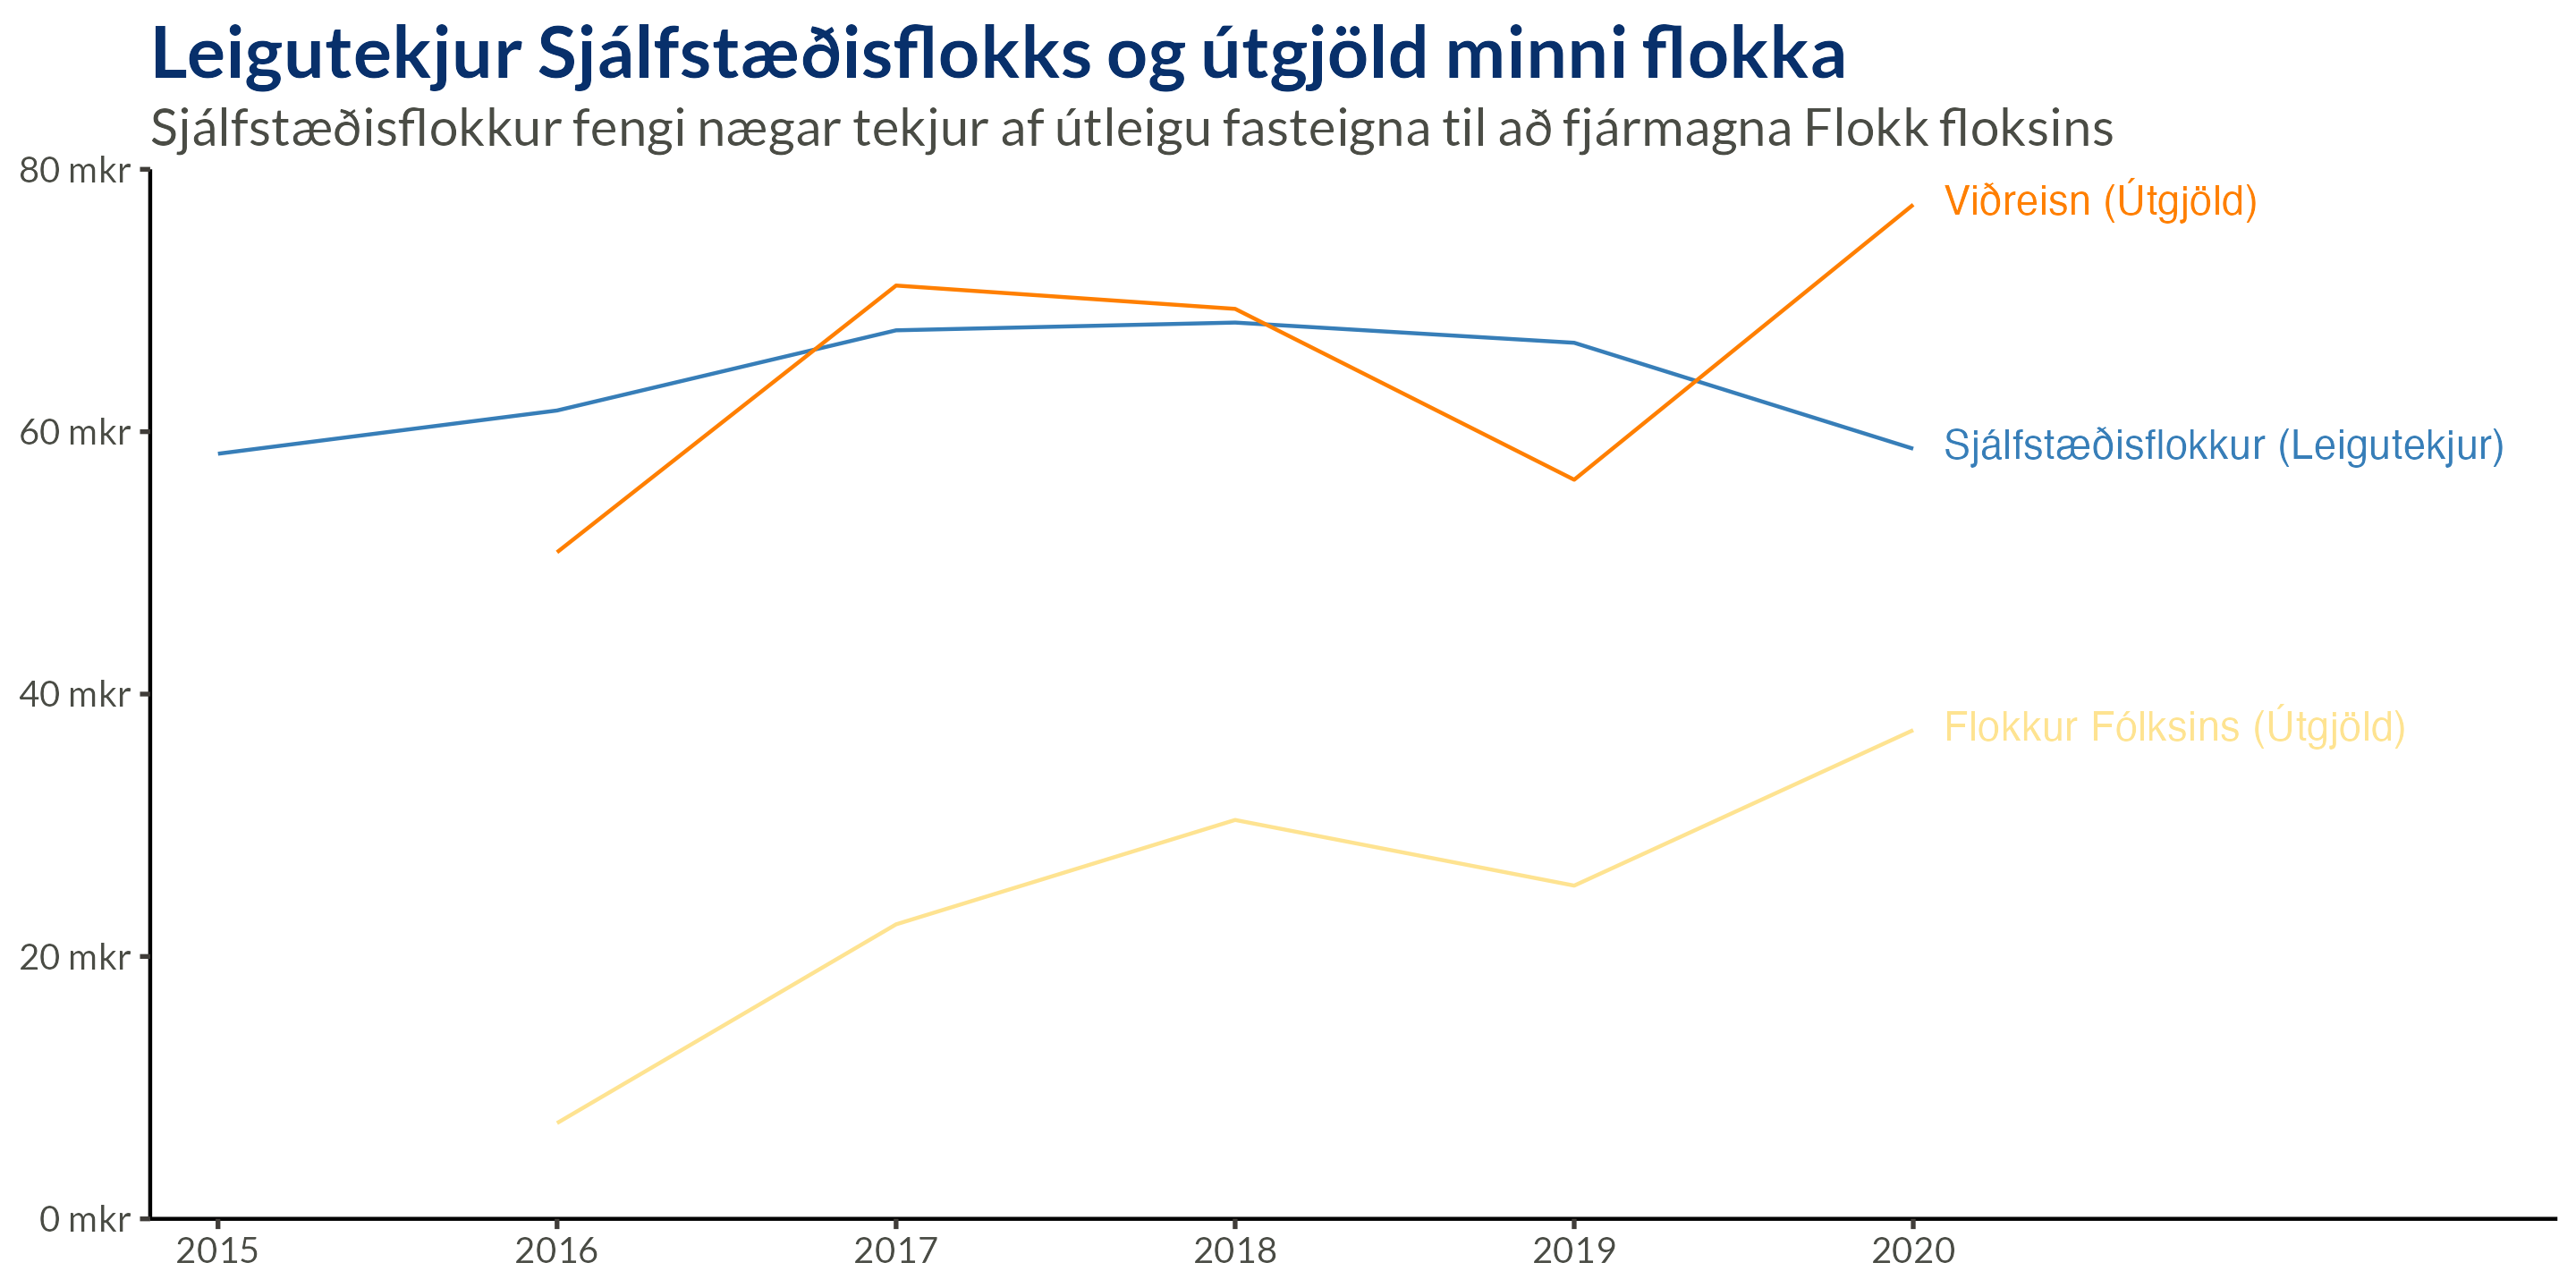 Leigutekjur Sjálfstæðisflokks og útgjöld minni flokka
Sjálfstæðisflokkur fengi nægar tekjur af útleigu fasteigna til að fjármagna Flokk floksins
80 mkr
60 mkr
40 mkr
20 mkr
0 mkr
Viðreisn (Útgjöld)
Sjálfstæðisflokkur (Leigutekjur)
Flokkur Fólksins (Útgjöld)
2015
2016
2017
2018
2019
2020